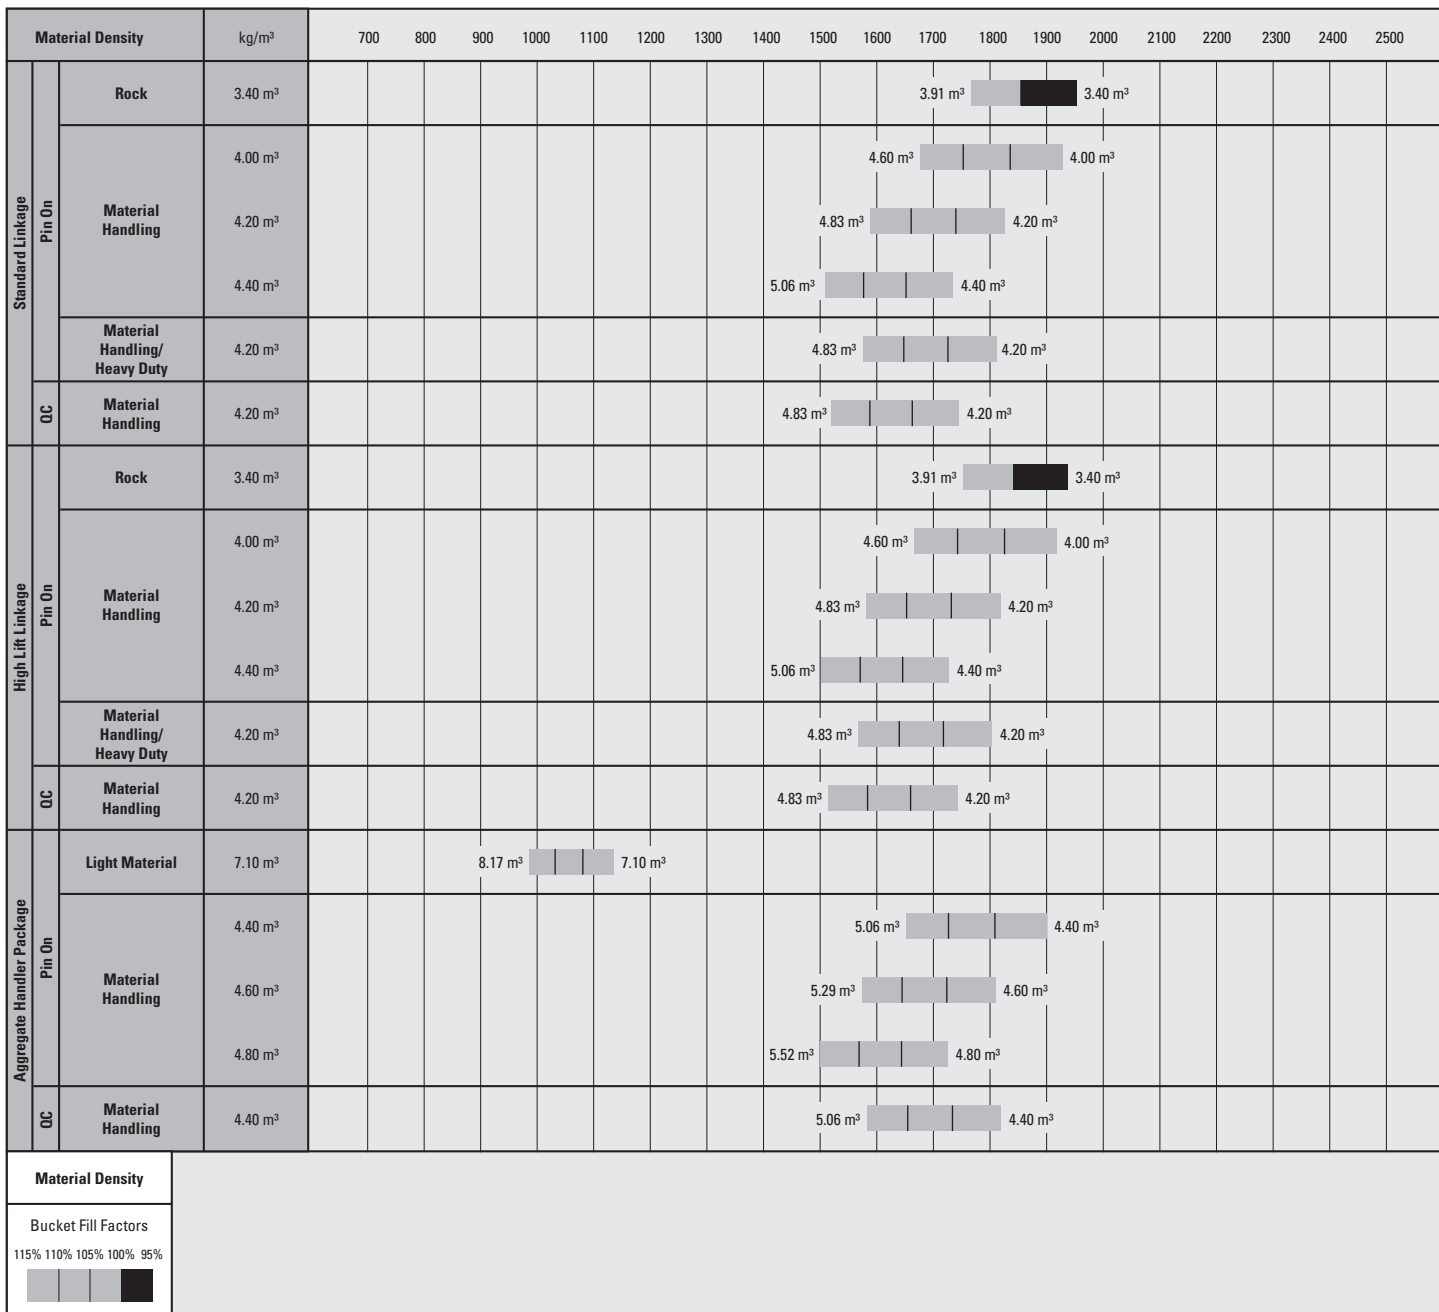 Material Density kg/m³ 700 800 900 1000 1100 1200 1300 1400 1500 1600 1700 1800 1900 2000 2100 2200 2300 2400 2500
Standard Linkage
Pin On
Rock 3.40 m³ 3.91 m³ 3.40 m³
Material
Handling
4.00 m³ 4.60 m³ 4.00 m³
4.20 m³ 4.83 m³ 4.20 m³
4.40 m³ 5.06 m³ 4.40 m³
Material
Handling/
Heavy Duty
4.20 m³ 4.83 m³ 4.20 m³
QC
Material
Handling
4.20 m³ 4.83 m³ 4.20 m³
High Lift Linkage
Pin On
Rock 3.40 m³ 3.91 m³ 3.40 m³
Material
Handling
4.00 m³ 4.60 m³ 4.00 m³
4.20 m³ 4.83 m³ 4.20 m³
4.40 m³ 5.06 m³ 4.40 m³
Material
Handling/
Heavy Duty
4.20 m³ 4.83 m³ 4.20 m³
QC
Material
Handling
4.20 m³ 4.83 m³ 4.20 m³
Aggregate Handler Package
Pin On
Light Material 7.10 m³ 8.17 m³ 7.10 m³
Material
Handling
4.40 m³ 5.06 m³ 4.40 m³
4.60 m³ 5.29 m³ 4.60 m³
4.80 m³ 5.52 m³ 4.80 m³
QC
Material
Handling
4.40 m³ 5.06 m³ 4.40 m³
Material Density
Bucket Fill Factors
115% 110% 105% 100% 95%